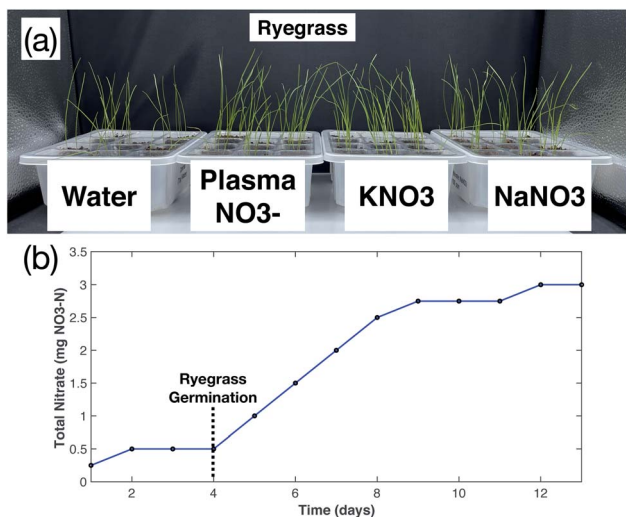 (a)
Ryegrass
Water
Plasma
NO3-
KNO3
NaNO3
(b)
3.5
3
2.5
2
1.5
1
0.5
0
Total Nitrate (mg NO3-N)
Ryegrass
Germination
2 4 6 8 10 12
Time (days)